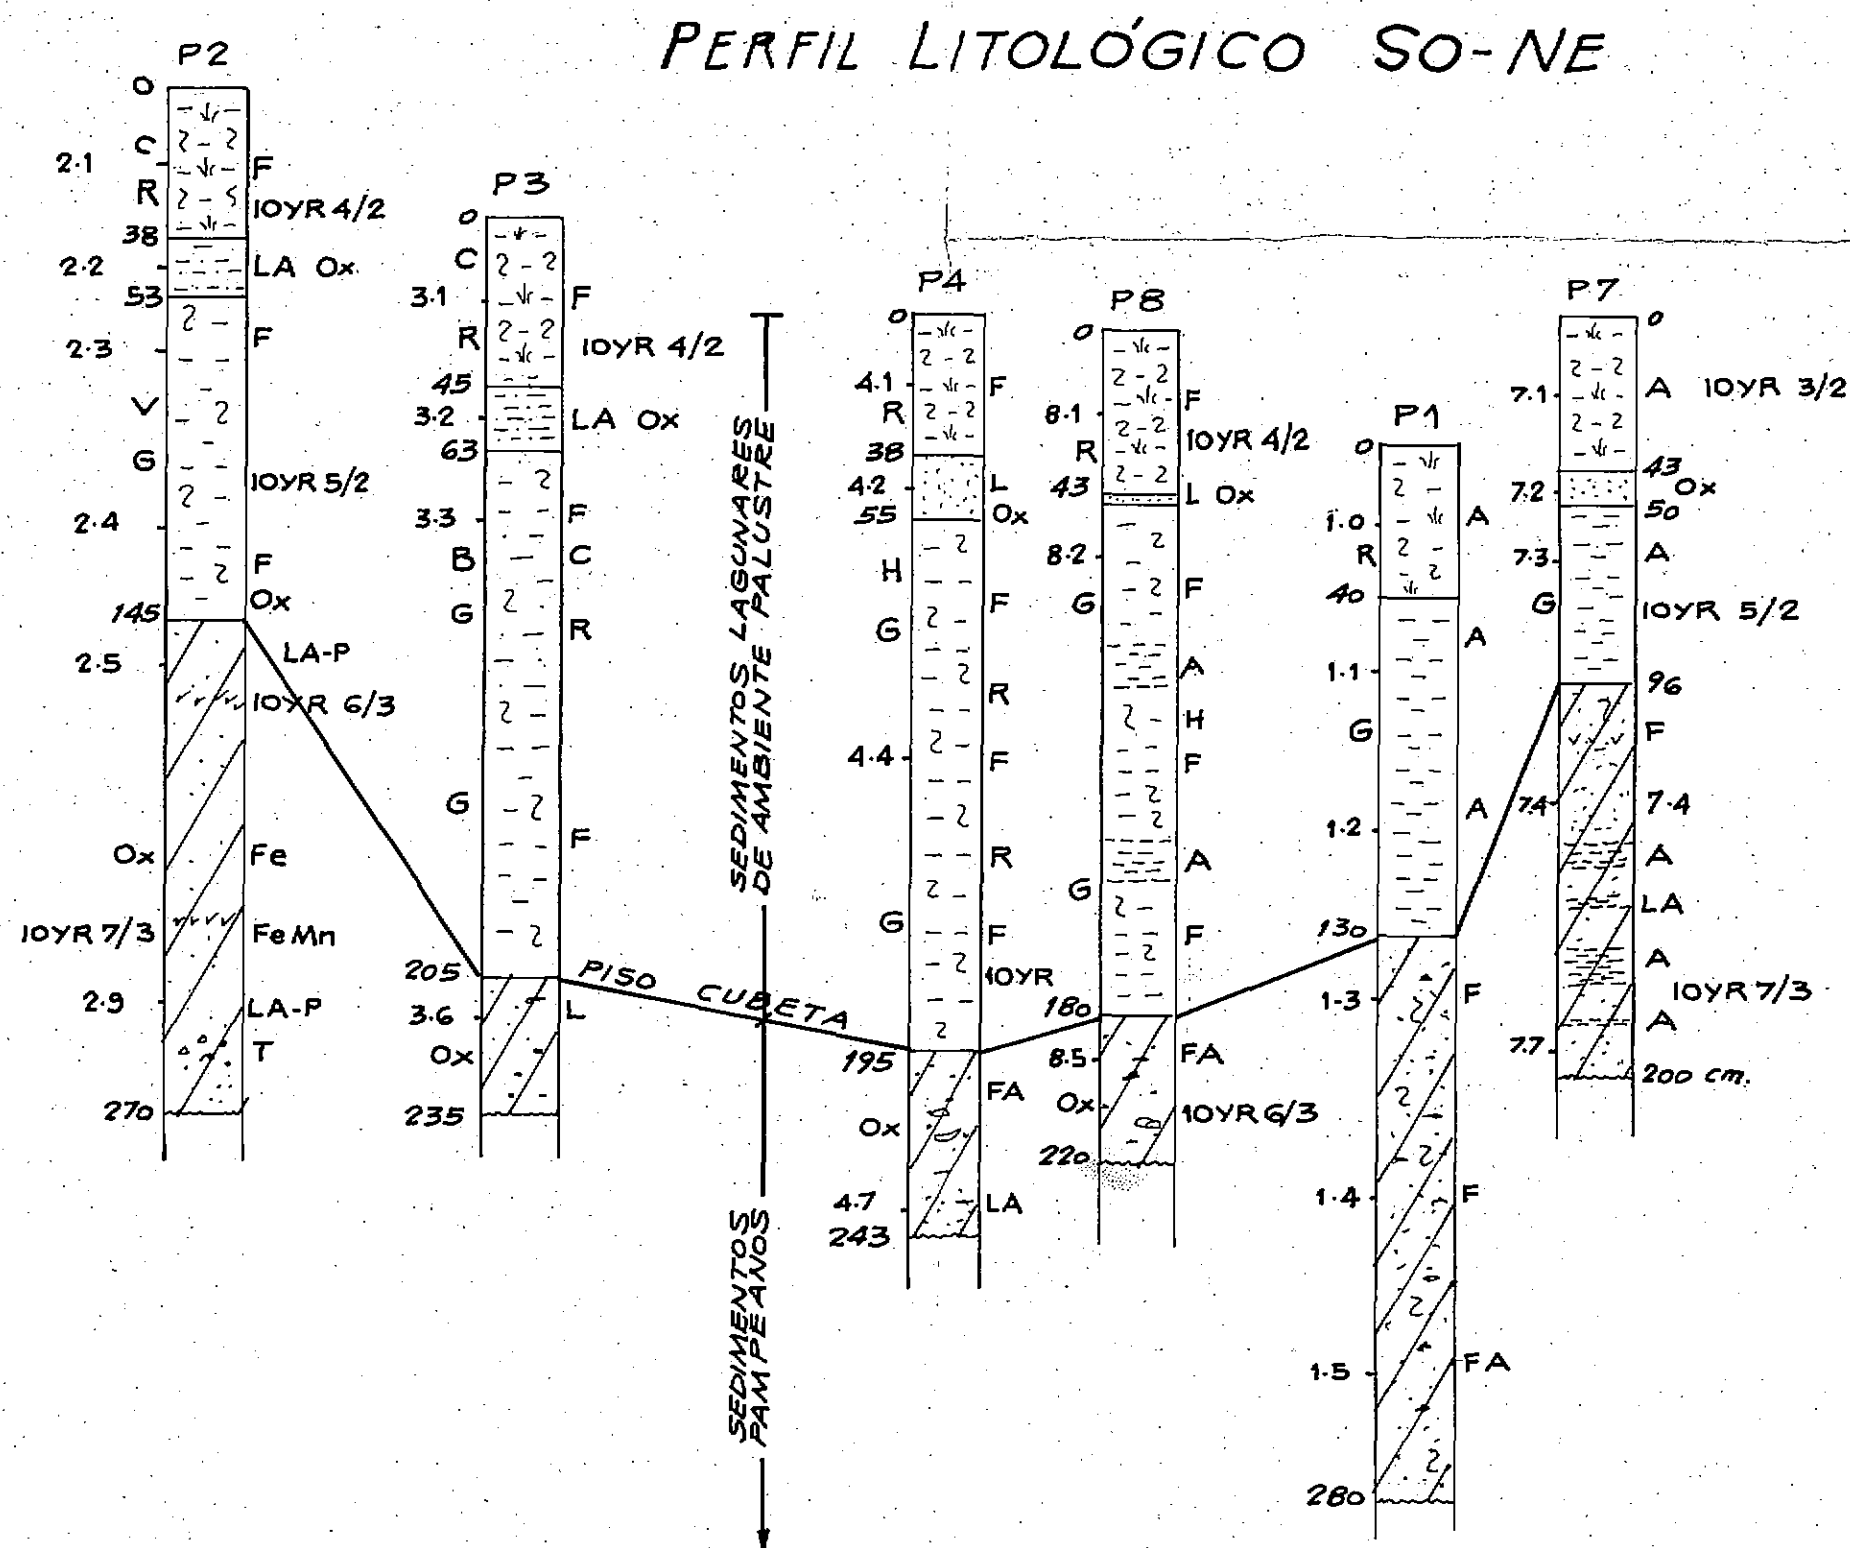 PERFIL LITOLÓGICO SO-NE
P2
0
C
2.1
F
R
10YR 4/2
38
2.2
LA Ox
53
2.3
F
V
G
10YR 5/2
2.4
F
Ox
145
2.5
LA-P
10YR 6/3
Ox
Fe
10YR 7/3
FeMn
2.9
LA-P
T
270
P3
0
C
3.1
F
R
10YR 4/2
45
3.2
LA Ox
63
3.3
F
B
C
G
R
G
F
205
3.6
L
Ox
235
PISO CUBETA
SEDIMENTOS LAGUNARES
DE AMBIENTE PALUSTRE
SEDIMENTOS
PAMPEANOS
P4
0
4.1
F
R
38
4.2
L
55
Ox
H
F
G
R
4.4
F
R
G
F
10YR
195
FA
Ox
4.7
LA
243
P8
0
8.1
F
R
10YR 4/2
43
L Ox
8.2
G
F
A
H
F
A
G
F
180
8.5
FA
Ox
10YR 6/3
220
P1
0
1.0
A
R
40
A
1.1
G
1.2
A
130
1-3
F
1.4
F
1.5
FA
280
P7
0
7.1
A 10YR 3/2
43
7.2
Ox
50
7.3
A
G
10YR 5/2
96
F
7.4
7.4
A
LA
A
10YR 7/3
A
7.7
200 cm.